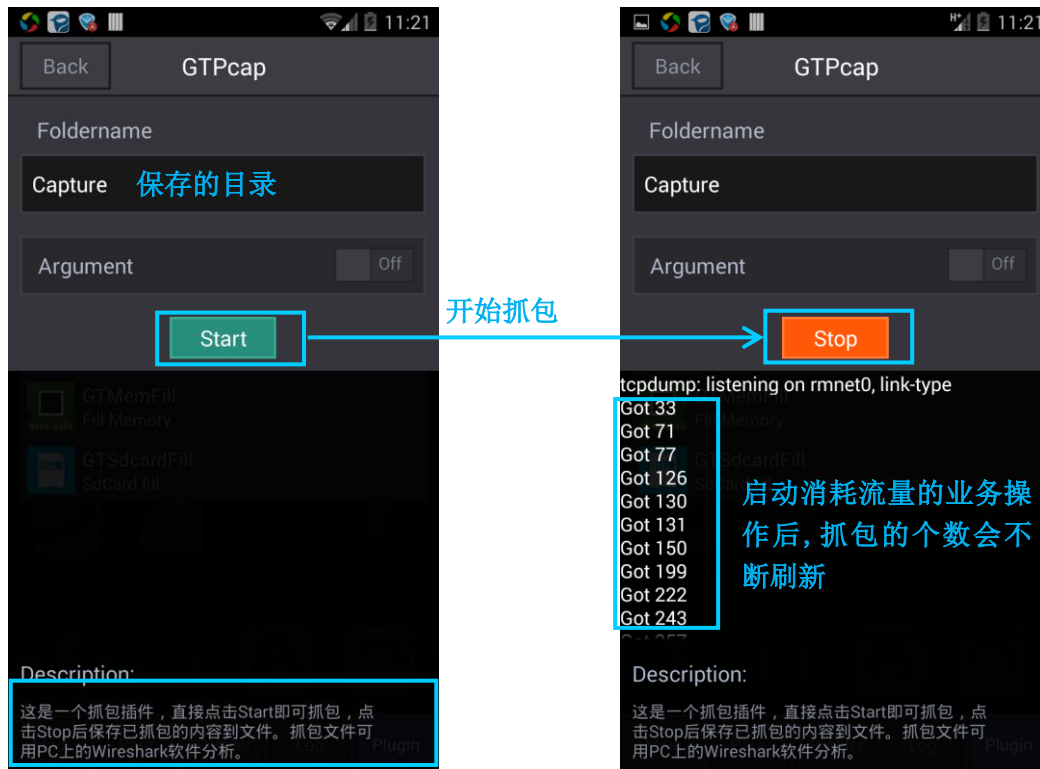 11:21
Back
GTPcap
Foldername
Capture
保存的目录
Argument
Off
Start
GTMemFill
Fill Memory
GTSdcardFill
SdCard fill
Description:
这是一个抓包插件，直接点击Start即可抓包，点
击Stop后保存已抓包的内容到文件。抓包文件可
用PC上的Wireshark软件分析。
Log
Plugin
开始抓包
H+
11:21
Back
GTPcap
Foldername
Capture
Argument
Off
Stop
tcpdump: listening on rmnet0, link-type
Got 33
Got 71
Got 77
Got 126
Got 130
Got 131
Got 150
Got 199
Got 222
Got 243
Got 257
启动消耗流量的业务操
作后,抓包的个数会不
断刷新
Description:
这是一个抓包插件，直接点击Start即可抓包，点
击Stop后保存已抓包的内容到文件。抓包文件可
用PC上的Wireshark软件分析。
Log
Plugin